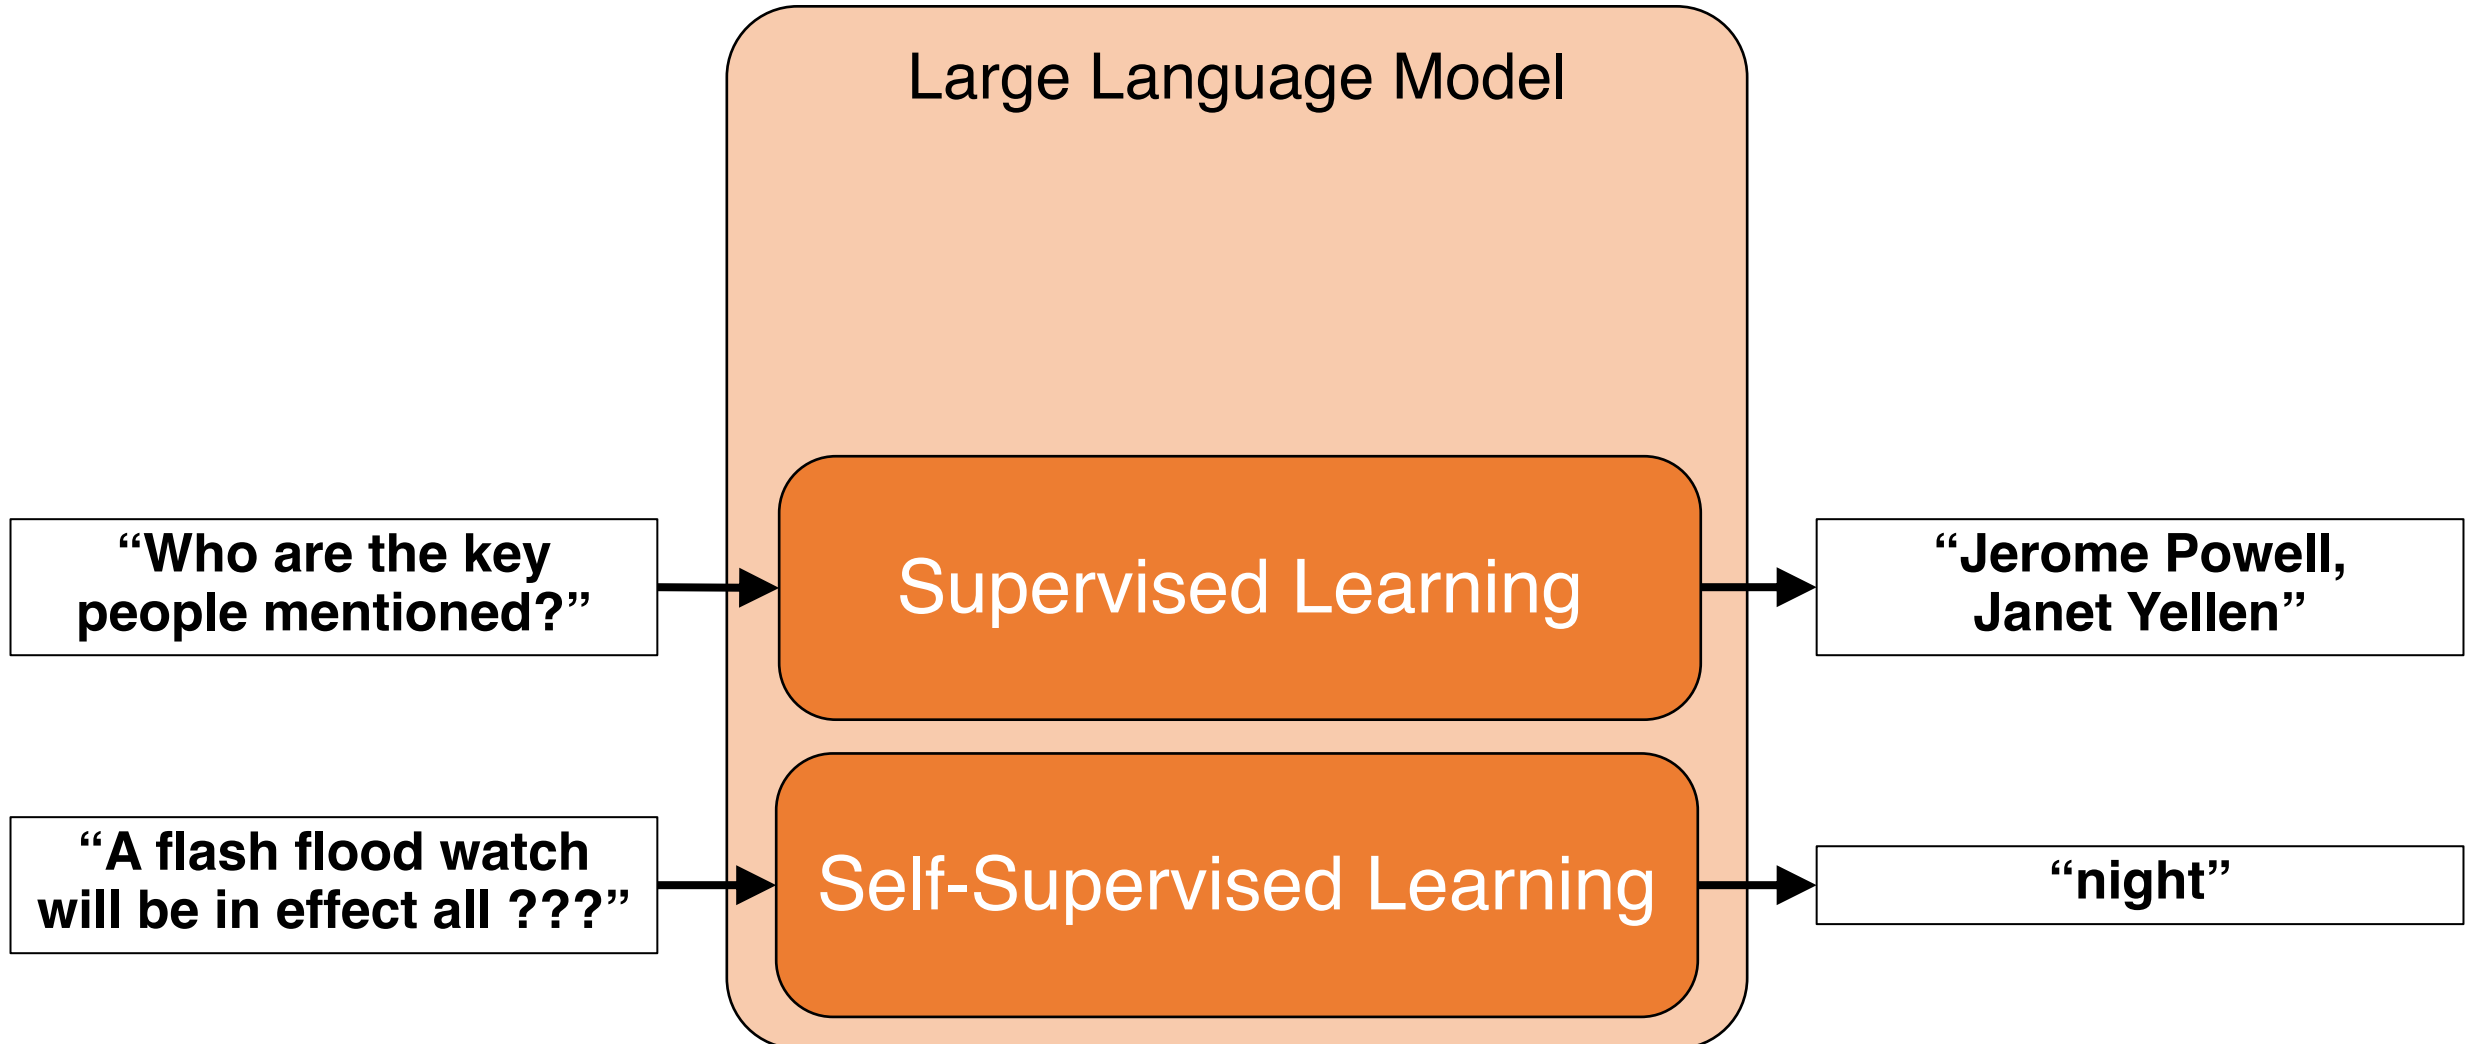 Large Language Model
“Who are the key
people mentioned?”
Supervised Learning
“Jerome Powell,
Janet Yellen”
“A flash flood watch
will be in effect all ???”
Self-Supervised Learning
“night”